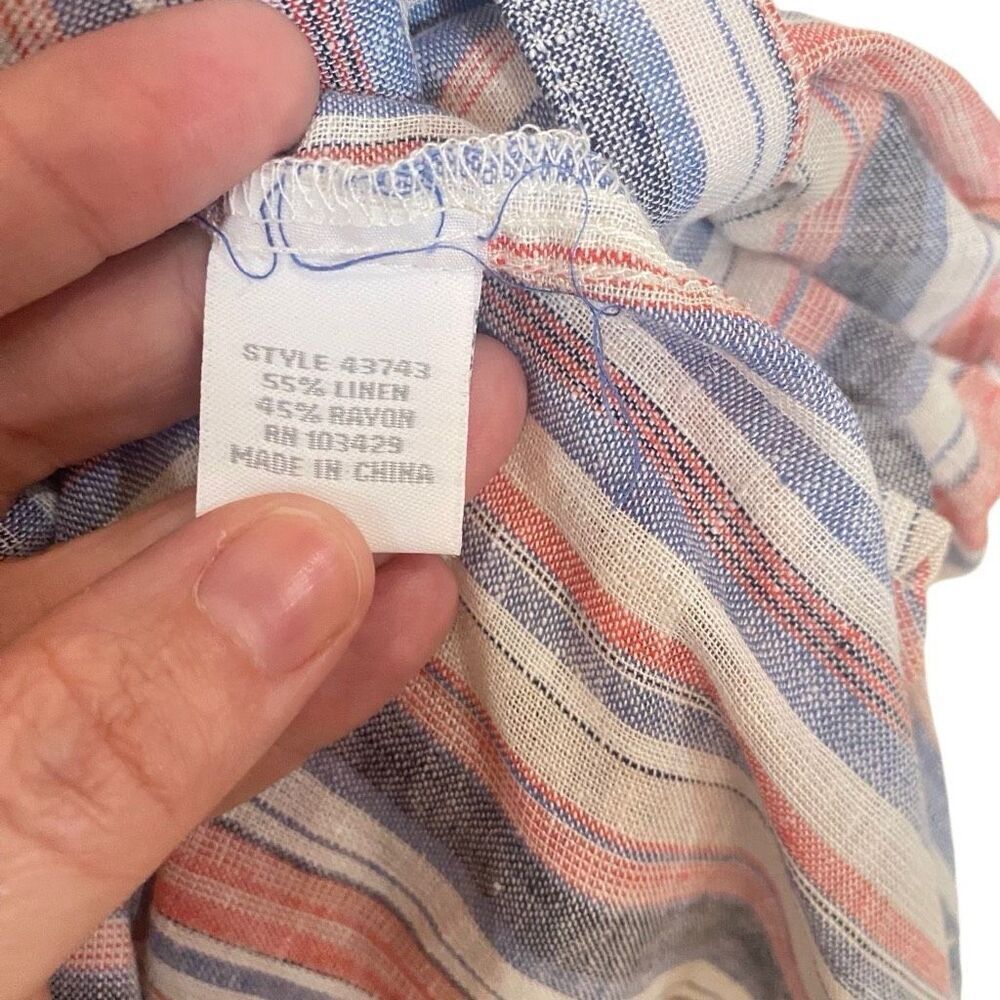 STYLE 43743
55% LINEN
45% RAYON
RN 103429
MADE IN CHINA